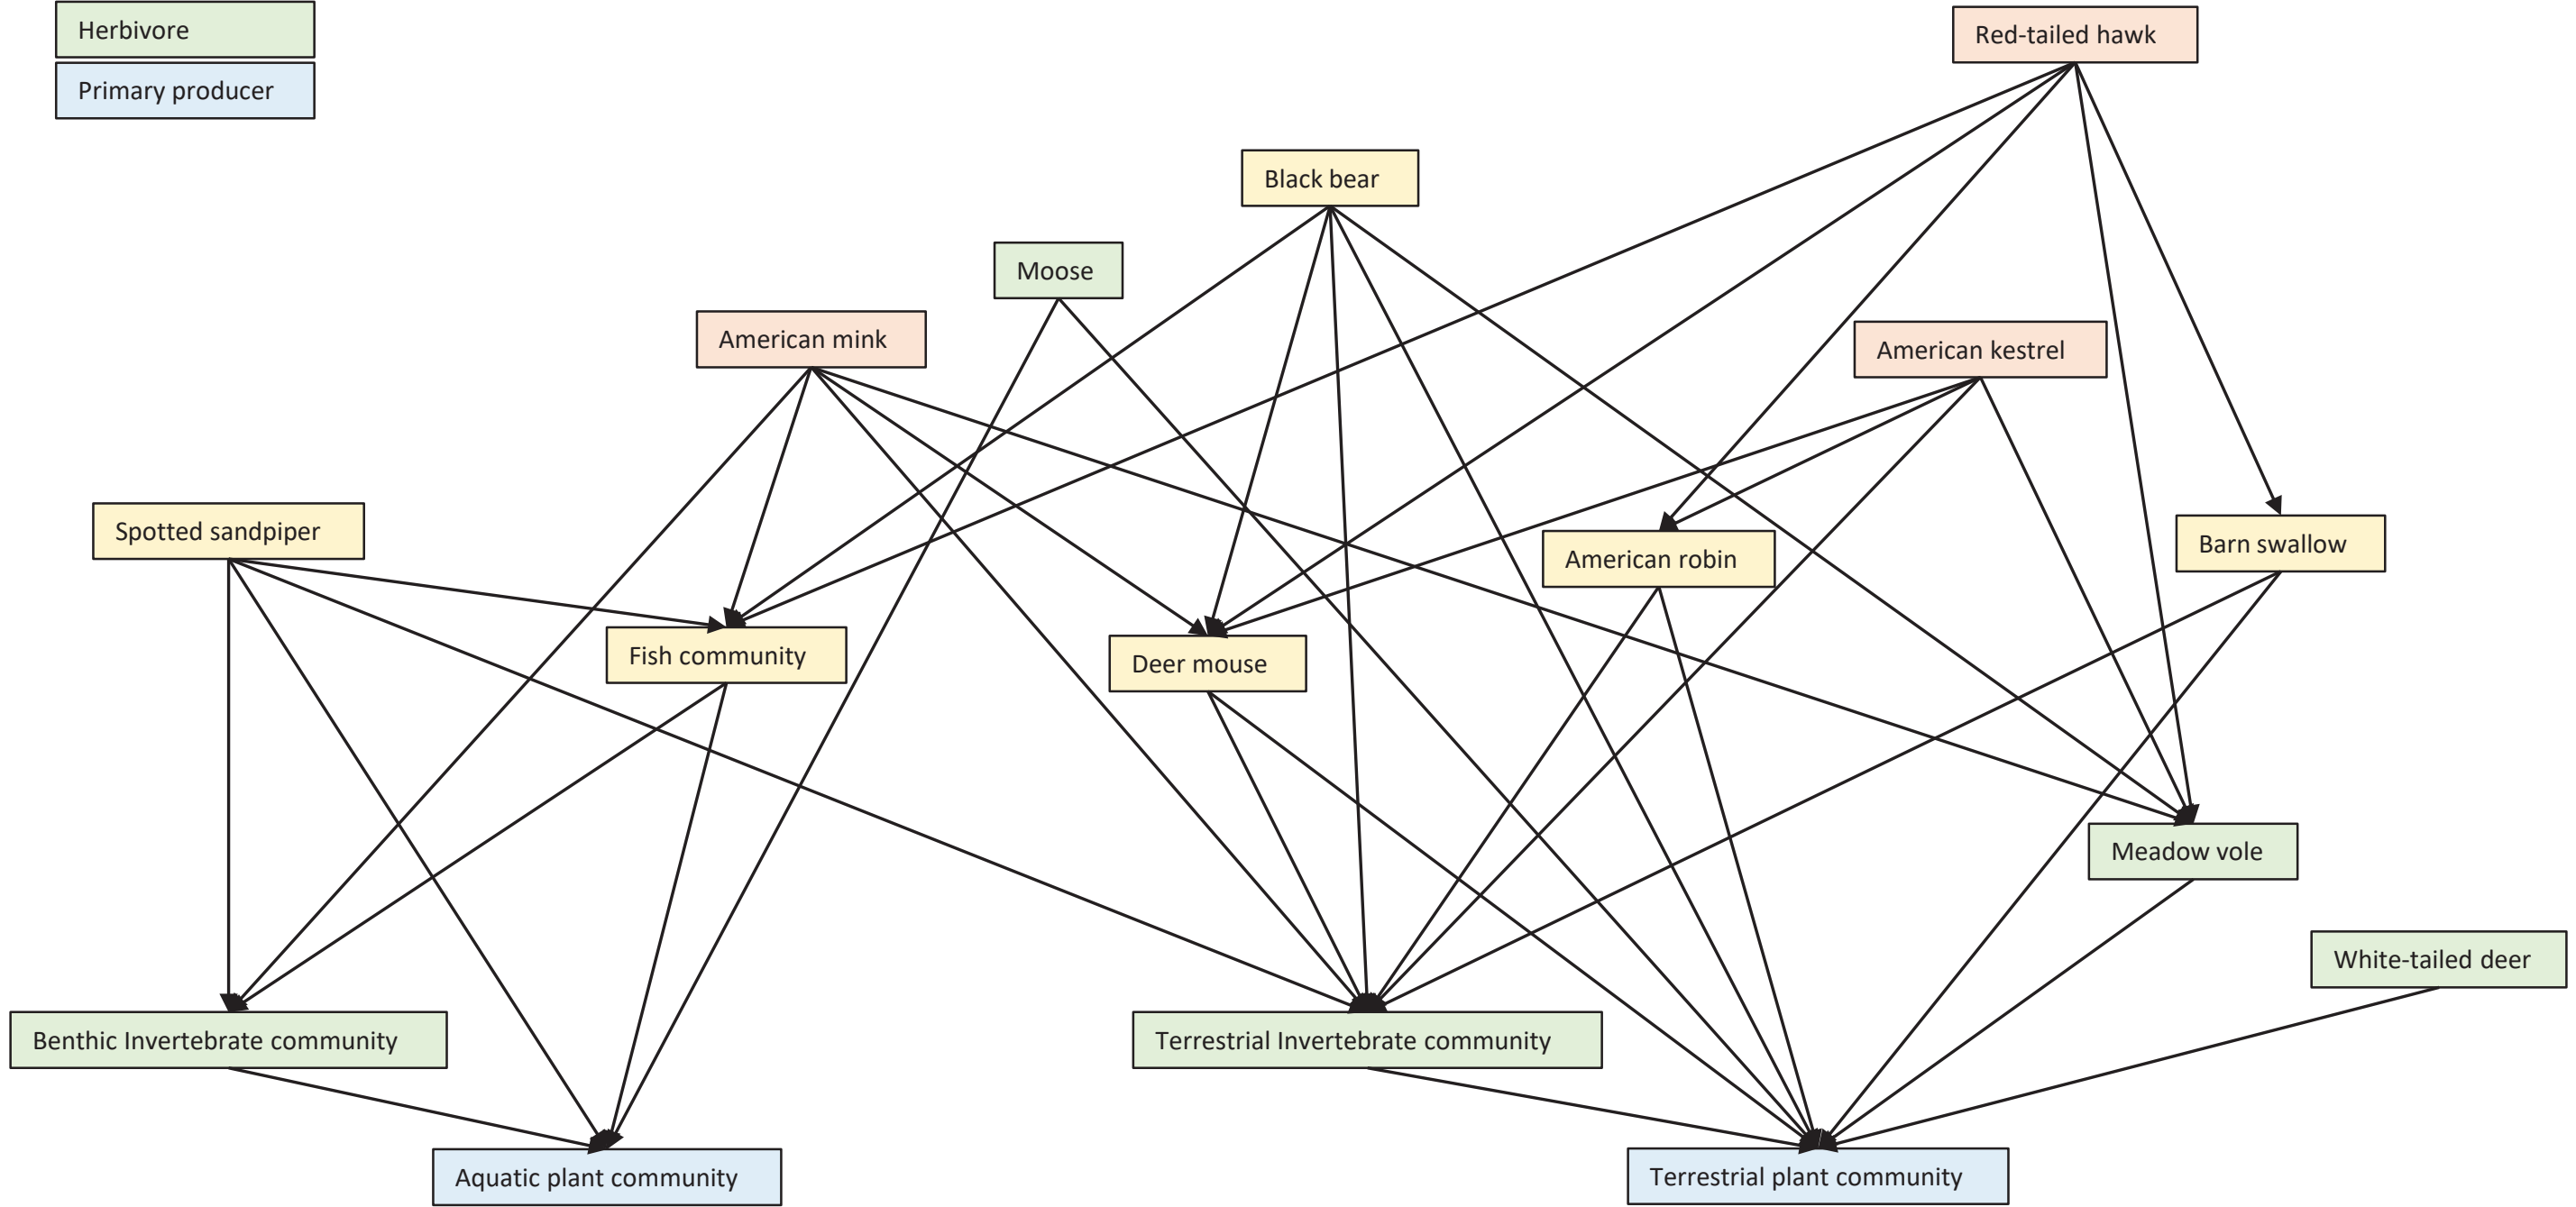 Herbivore
Primary producer
Red-tailed hawk
Black bear
Moose
American mink
American kestrel
Spotted sandpiper
Barn swallow
American robin
Fish community
Deer mouse
Meadow vole
White-tailed deer
Benthic Invertebrate community
Terrestrial Invertebrate community
Aquatic plant community
Terrestrial plant community